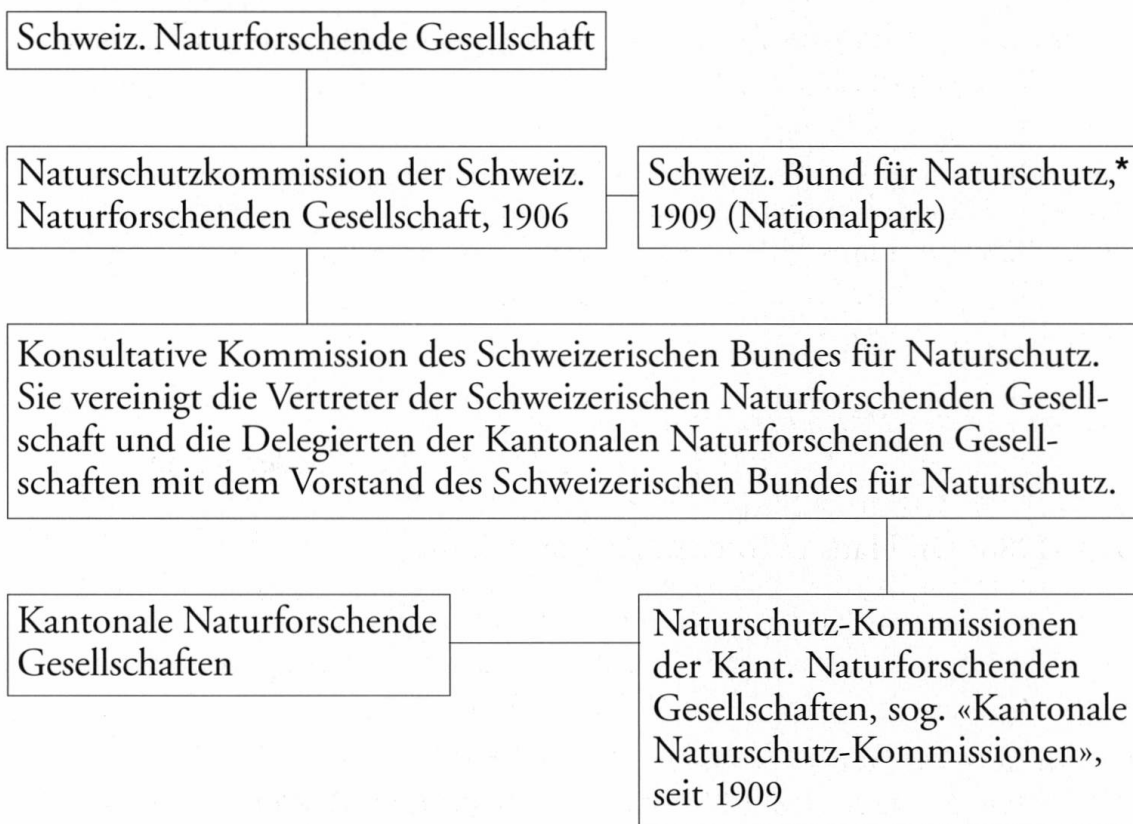 Schweiz. Naturforschende Gesellschaft
Naturschutzkommission der Schweiz.
Naturforschenden Gesellschaft, 1906
Schweiz. Bund für Naturschutz,*
1909 (Nationalpark)
Konsultative Kommission des Schweizerischen Bundes für Naturschutz.
Sie vereinigt die Vertreter der Schweizerischen Naturforschenden Gesell-
schaft und die Delegierten der Kantonalen Naturforschenden Gesell-
schaften mit dem Vorstand des Schweizerischen Bundes für Naturschutz.
Kantonale Naturforschende
Gesellschaften
Naturschutz-Kommissionen
der Kant. Naturforschenden
Gesellschaften, sog. «Kantonale
Naturschutz-Kommissionen»,
seit 1909